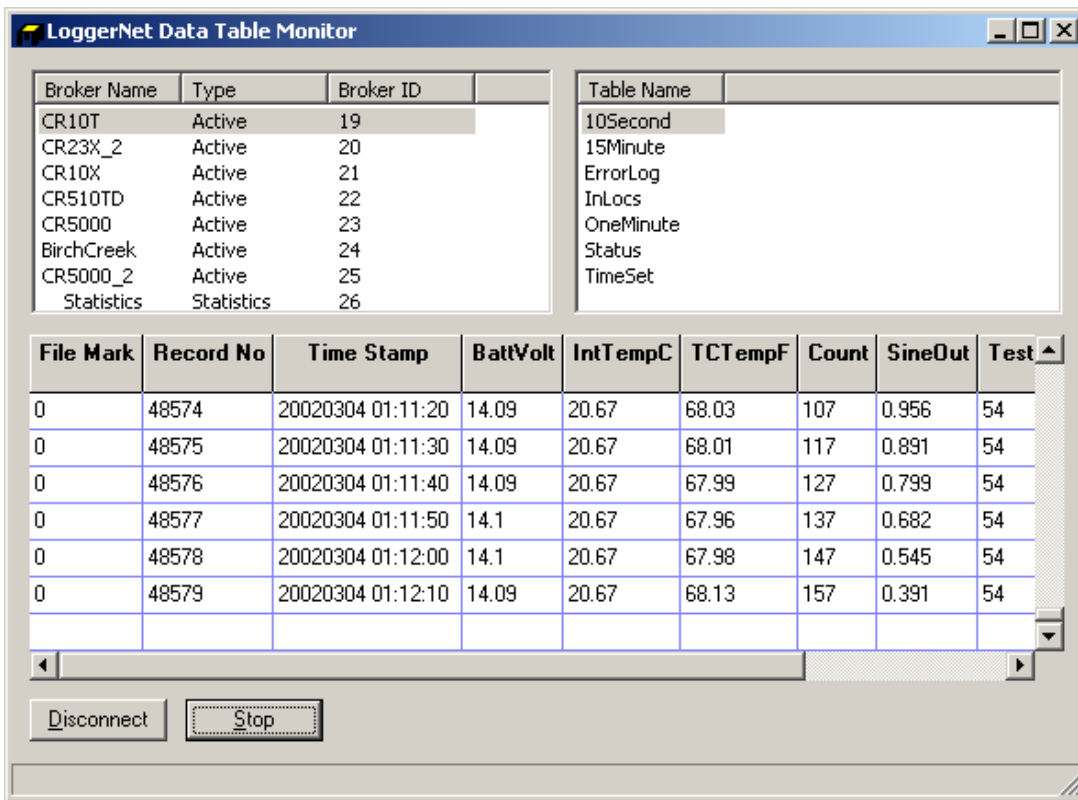 LoggerNet Data Table Monitor
Broker Name Type Broker ID
CR10T Active 19
CR23X_2 Active 20
CR10X Active 21
CR510TD Active 22
CR5000 Active 23
BirchCreek Active 24
CR5000_2 Active 25
Statistics Statistics 26
Table Name
10Second
15Minute
ErrorLog
InLocs
OneMinute
Status
TimeSet
File Mark Record No Time Stamp BattVolt IntTempC TCTempF Count SineOut Test
0 48574 20020304 01:11:20 14.09 20.67 68.03 107 0.956 54
0 48575 20020304 01:11:30 14.09 20.67 68.01 117 0.891 54
0 48576 20020304 01:11:40 14.09 20.67 67.99 127 0.799 54
0 48577 20020304 01:11:50 14.1 20.67 67.96 137 0.682 54
0 48578 20020304 01:12:00 14.1 20.67 67.98 147 0.545 54
0 48579 20020304 01:12:10 14.09 20.67 68.13 157 0.391 54
Disconnect Stop